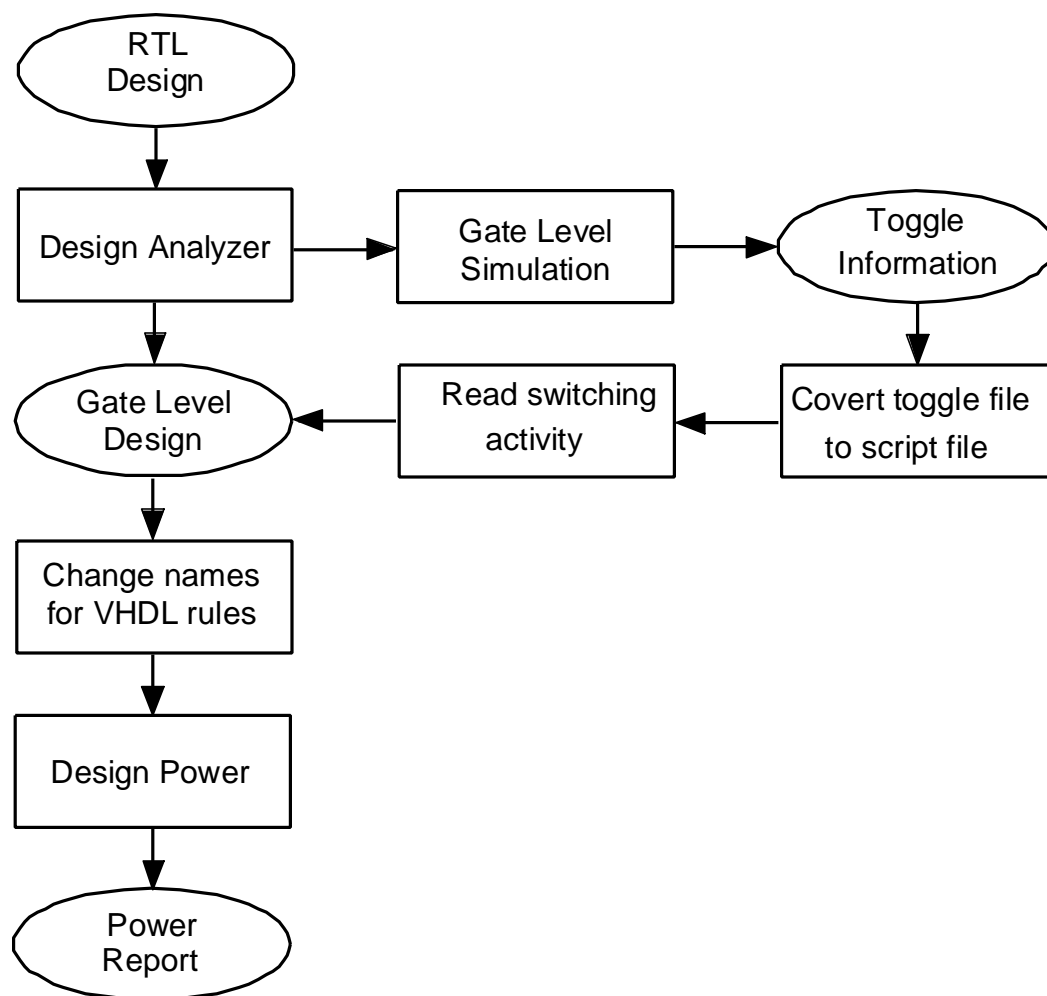 RTL
Design
Design Analyzer
Gate Level
Simulation
Toggle
Information
Gate Level
Design
Read switching
activity
Covert toggle file
to script file
Change names
for VHDL rules
Design Power
Power
Report